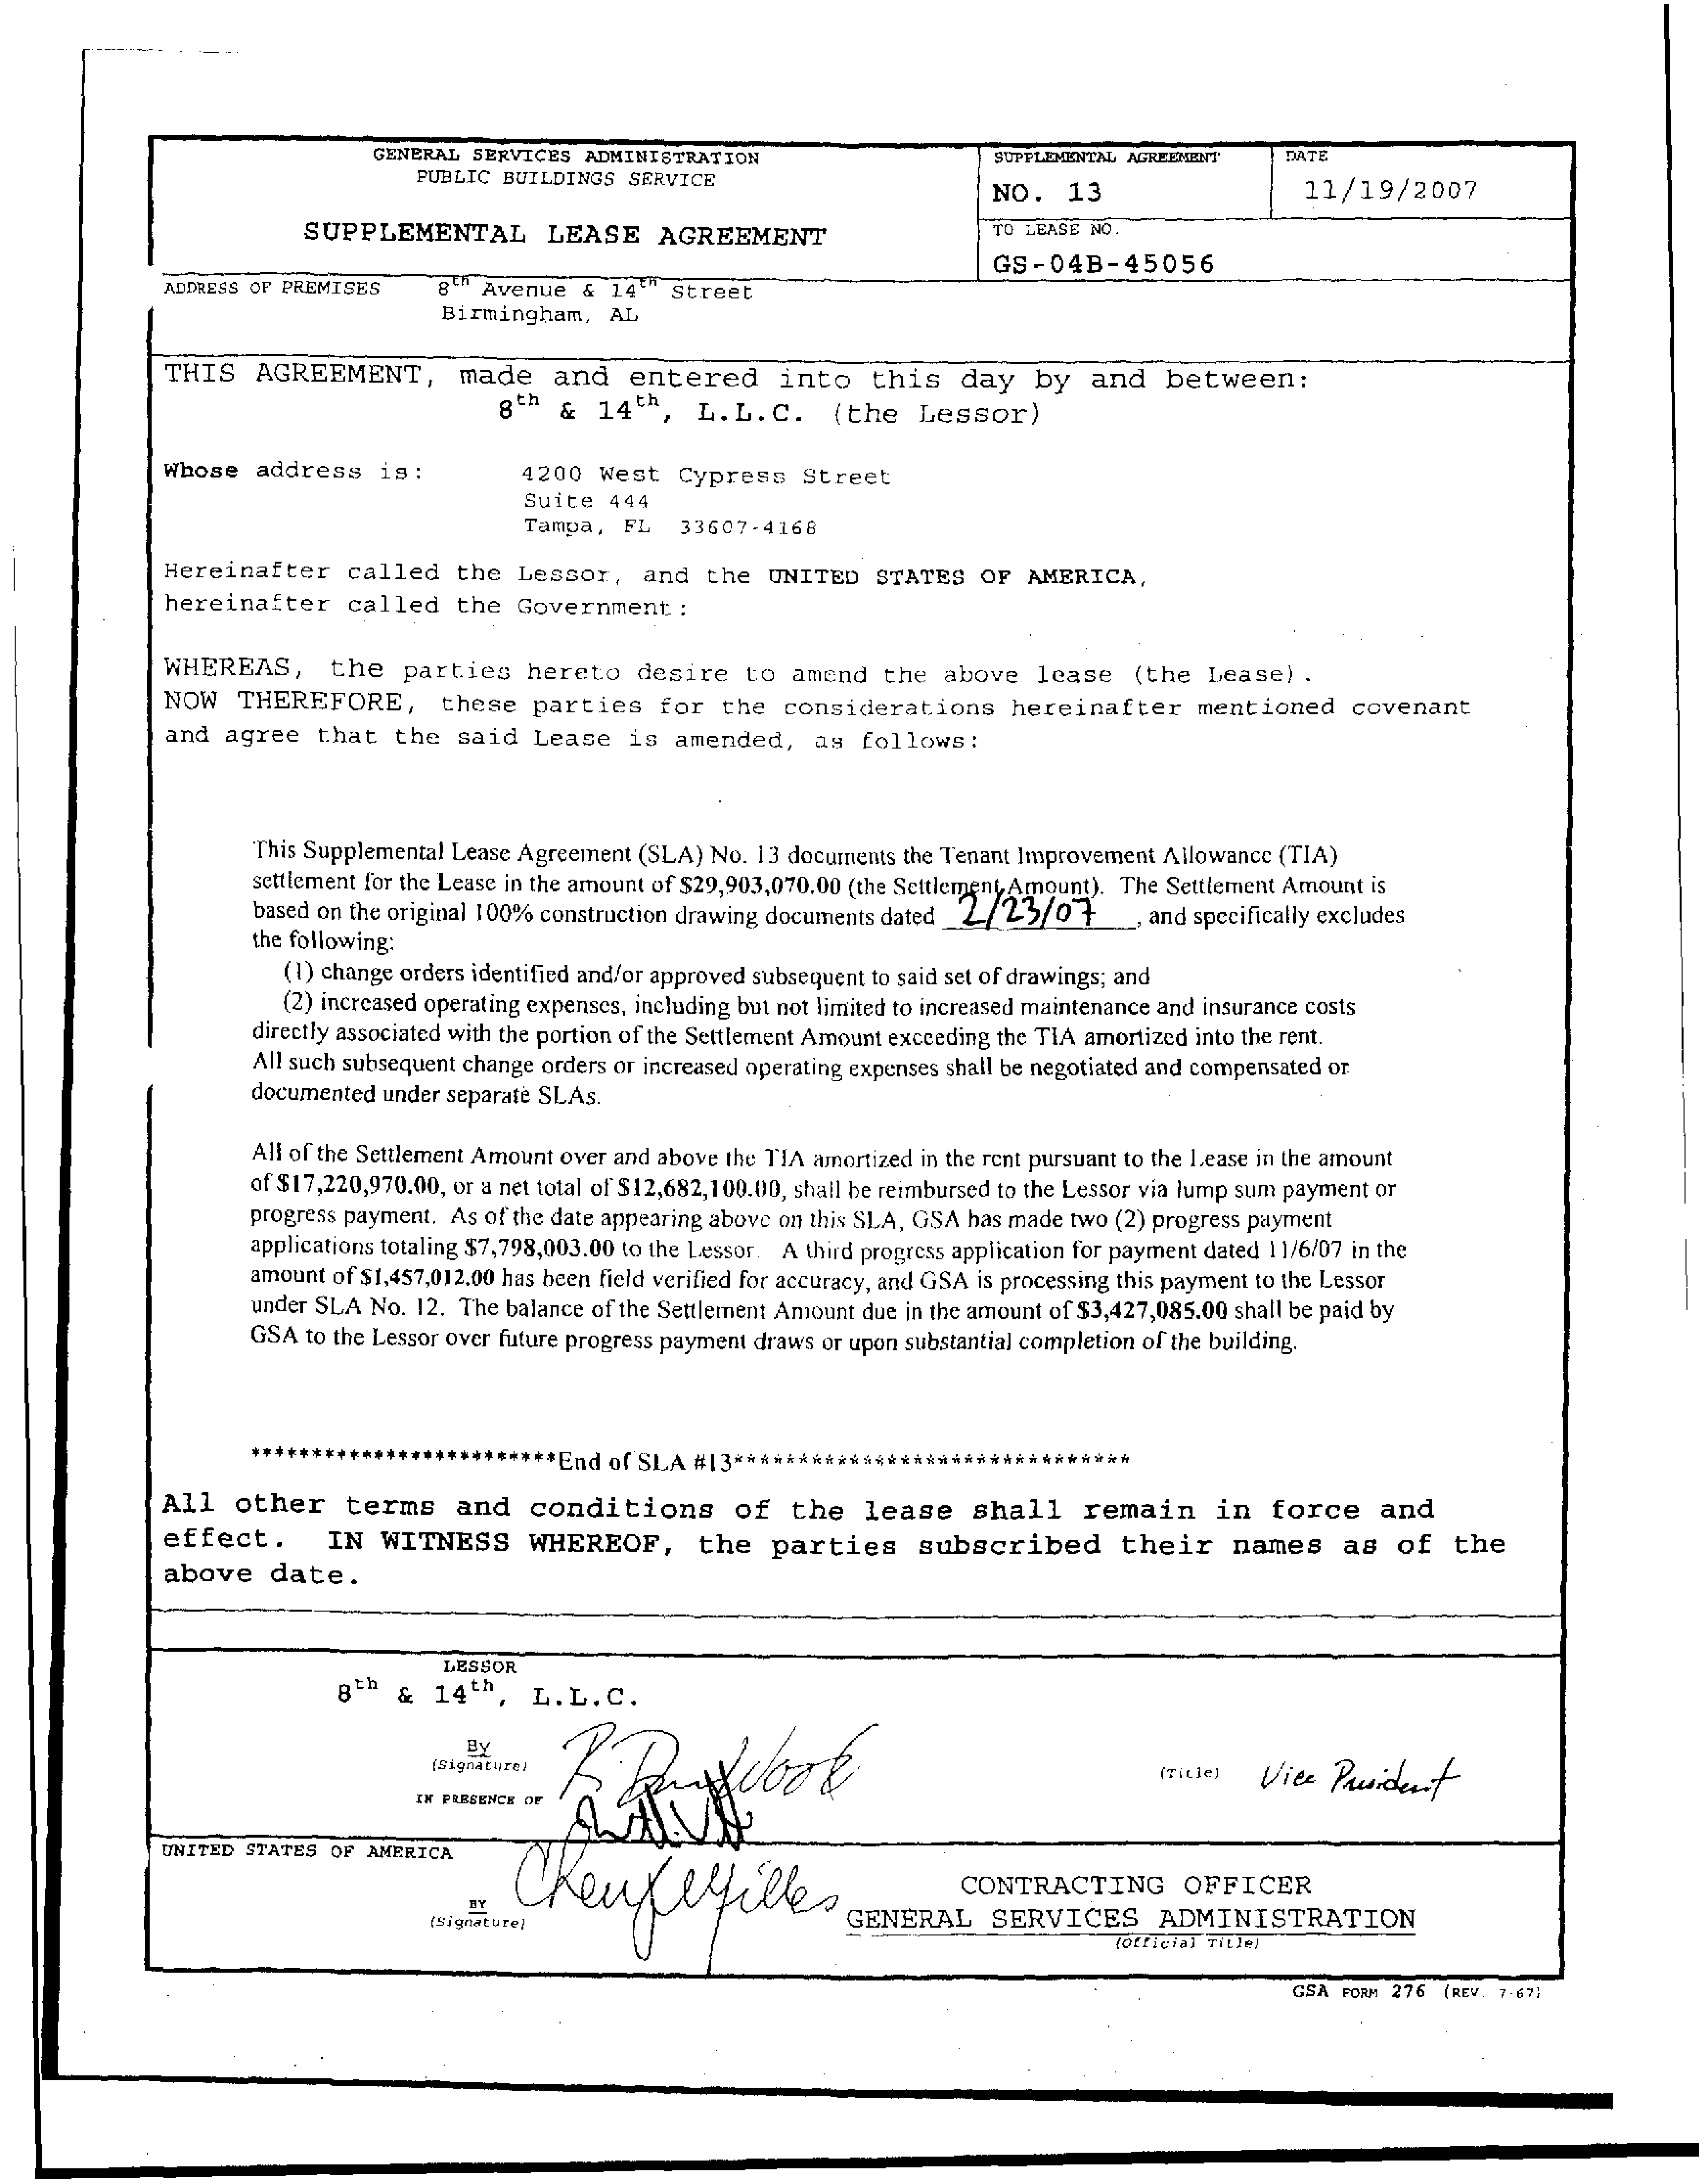 GENERAL SERVICES ADMINISTRATION
PUBLIC BUILDINGS SERVICE
SUPPLEMENTAL LEASE AGREEMENT
SUPPLEMENTAL AGREEMENT
NO. 13
DATE
11/19/2007
TO LEASE NO.
GS-04B-45056
ADDRESS OF PREMISES 8th Avenue & 14th Street
Birmingham, AL
THIS AGREEMENT, made and entered into this day by and between:
8th & 14th, L.L.C. (the Lessor)
Whose address is: 4200 West Cypress Street
Suite 444
Tampa, FL 33607-4168
Hereinafter called the Lessor, and the UNITED STATES OF AMERICA,
hereinafter called the Government:
WHEREAS, the parties hereto desire to amend the above lease (the Lease).
NOW THEREFORE, these parties for the considerations hereinafter mentioned covenant
and agree that the said Lease is amended, as follows:
This Supplemental Lease Agreement (SLA) No. 13 documents the Tenant Improvement Allowance (TIA)
settlement for the Lease in the amount of $29,903,070.00 (the Settlement Amount). The Settlement Amount is
based on the original 100% construction drawing documents dated 2/23/07, and specifically excludes
the following:
(1) change orders identified and/or approved subsequent to said set of drawings; and
(2) increased operating expenses, including but not limited to increased maintenance and insurance costs
directly associated with the portion of the Settlement Amount exceeding the TIA amortized into the rent.
All such subsequent change orders or increased operating expenses shall be negotiated and compensated or
documented under separate SLAs.
All of the Settlement Amount over and above the TIA amortized in the rent pursuant to the Lease in the amount
of $17,220,970.00, or a net total of $12,682,100.00, shall be reimbursed to the Lessor via lump sum payment or
progress payment. As of the date appearing above on this SLA, GSA has made two (2) progress payment
applications totaling $7,798,003.00 to the Lessor. A third progress application for payment dated 11/6/07 in the
amount of $1,457,012.00 has been field verified for accuracy, and GSA is processing this payment to the Lessor
under SLA No. 12. The balance of the Settlement Amount due in the amount of $3,427,085.00 shall be paid by
GSA to the Lessor over future progress payment draws or upon substantial completion of the building.
*************************End of SLA #13********************************
All other terms and conditions of the lease shall remain in force and
effect. IN WITNESS WHEREOF, the parties subscribed their names as of the
above date.
LESSOR
8th & 14th, L.L.C.
By
(Signature)
(Title) Vice President
IN PRESENCE OF
UNITED STATES OF AMERICA
BY
(Signature)
CONTRACTING OFFICER
GENERAL SERVICES ADMINISTRATION
(Official Title)
GSA FORM 276 (REV. 7-67)